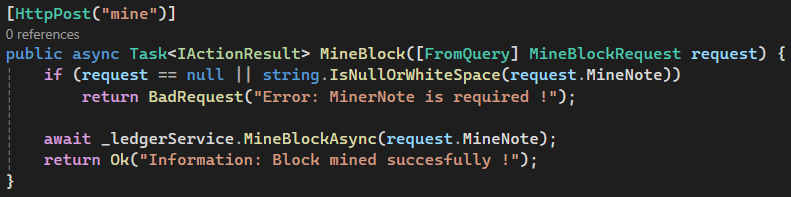 [HttpPost("mine")]
0 references
public async Task<IActionResult> MineBlock([FromQuery] MineBlockRequest request) {
    if (request == null || string.IsNullOrWhiteSpace(request.MineNote))
        return BadRequest("Error: MinerNote is required !");

    await _ledgerService.MineBlockAsync(request.MineNote);
    return Ok("Information: Block mined succesfully !");
}